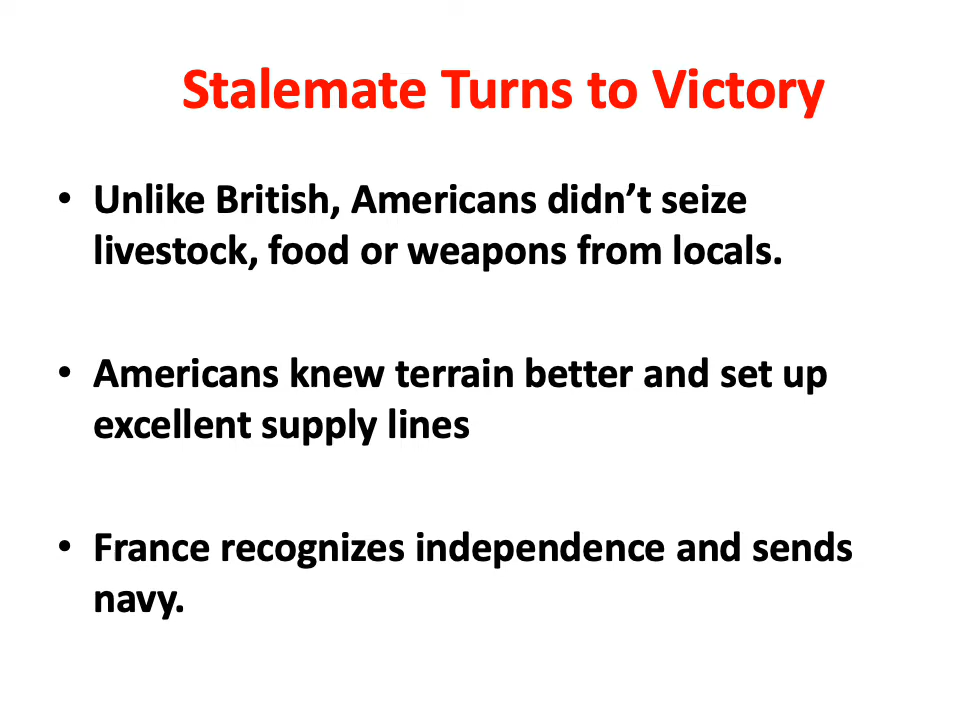 Stalemate Turns to Victory
• Unlike British, Americans didn’t seize
livestock, food or weapons from locals.
• Americans knew terrain better and set up
excellent supply lines
• France recognizes independence and sends
navy.